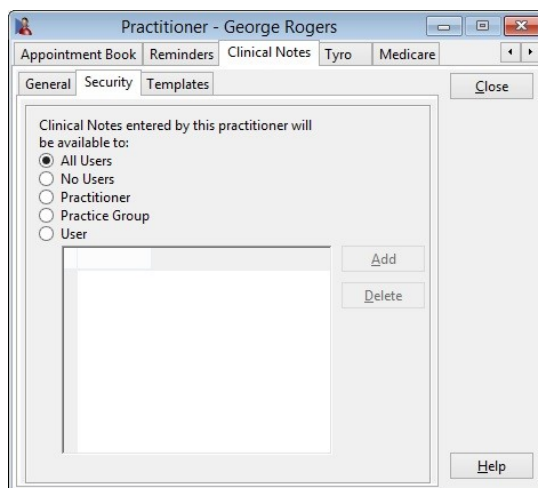 Practitioner - George Rogers
Appointment Book Reminders Clinical Notes Tyro Medicare
General Security Templates
Close
Clinical Notes entered by this practitioner will
be available to:
All Users
No Users
Practitioner
Practice Group
User
Add
Delete
Help